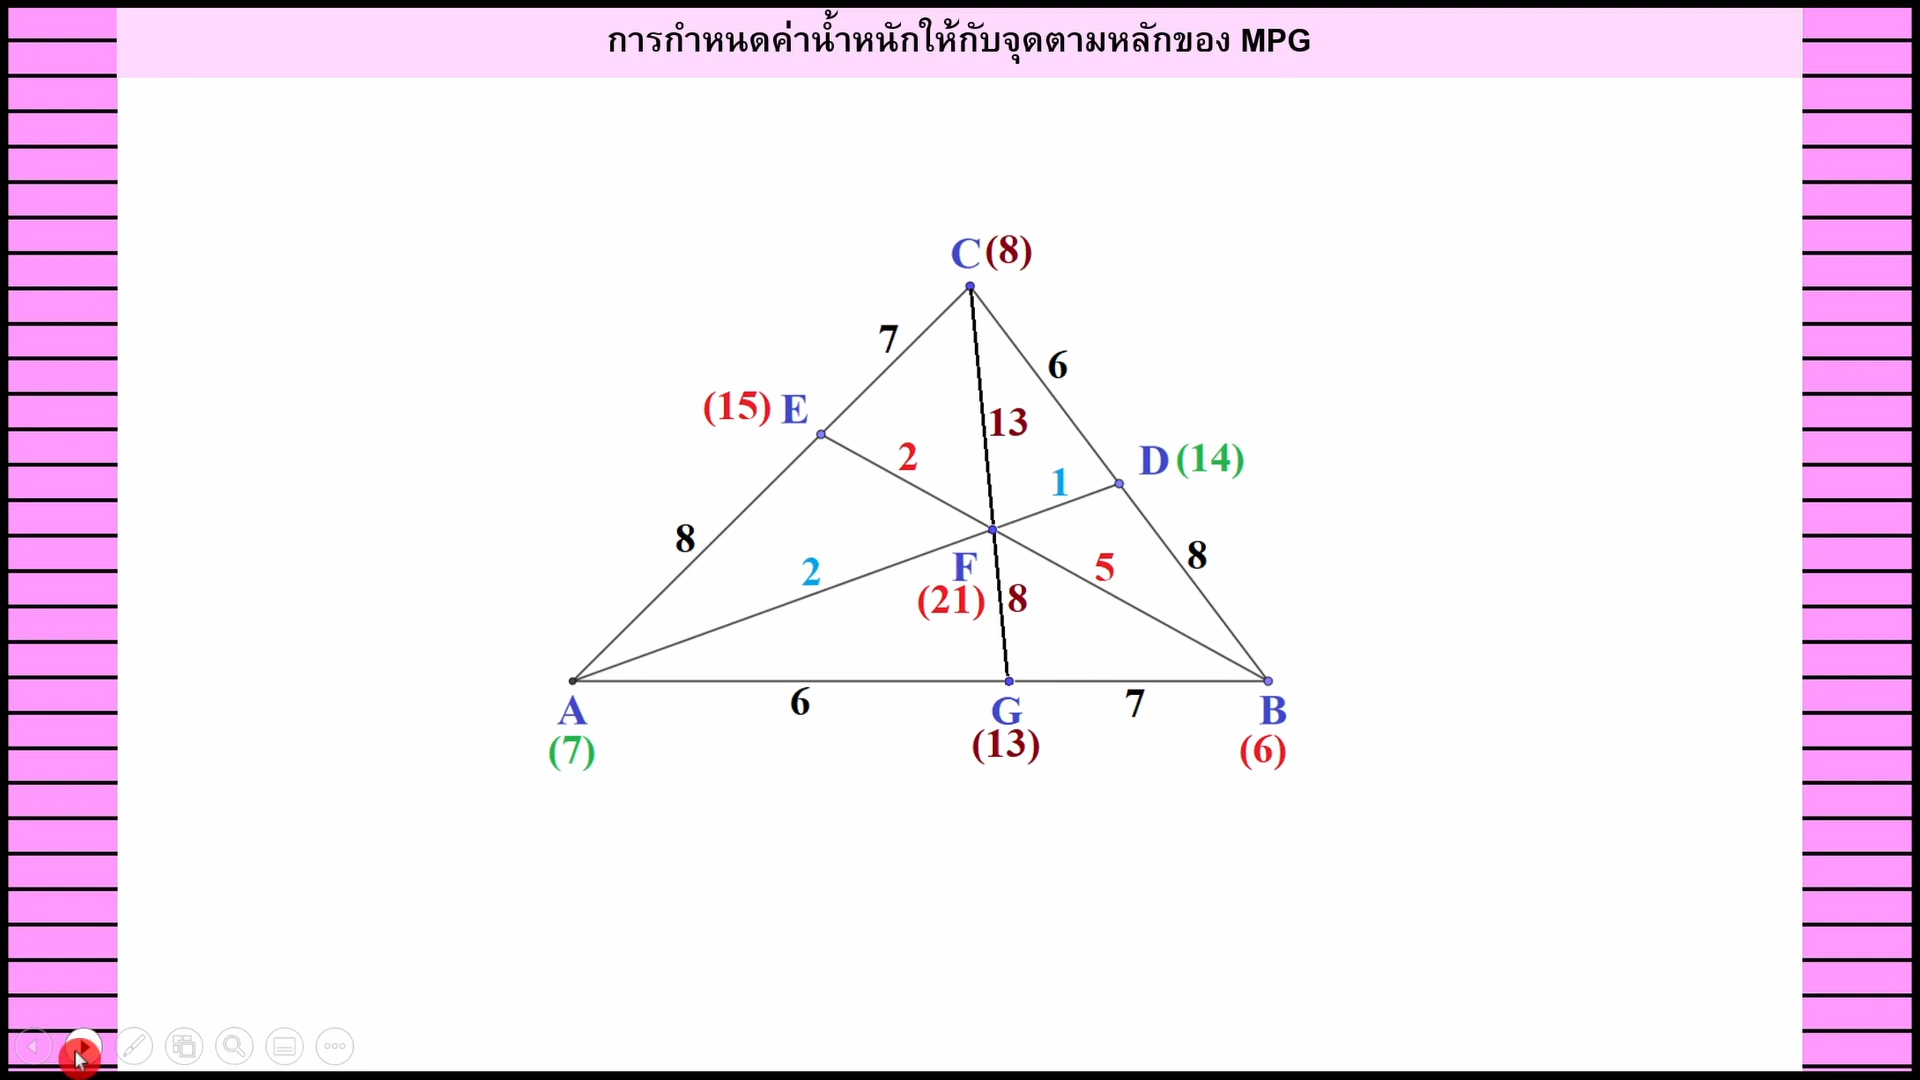 การกำหนดค่าน้ำหนักให้กับจุดตามหลักของ MPG
C (8)
7
6
(15) E
13
2
D (14)
1
8
F
5
8
2
(21)
8
6
7
A
G
B
(7)
(13)
(6)